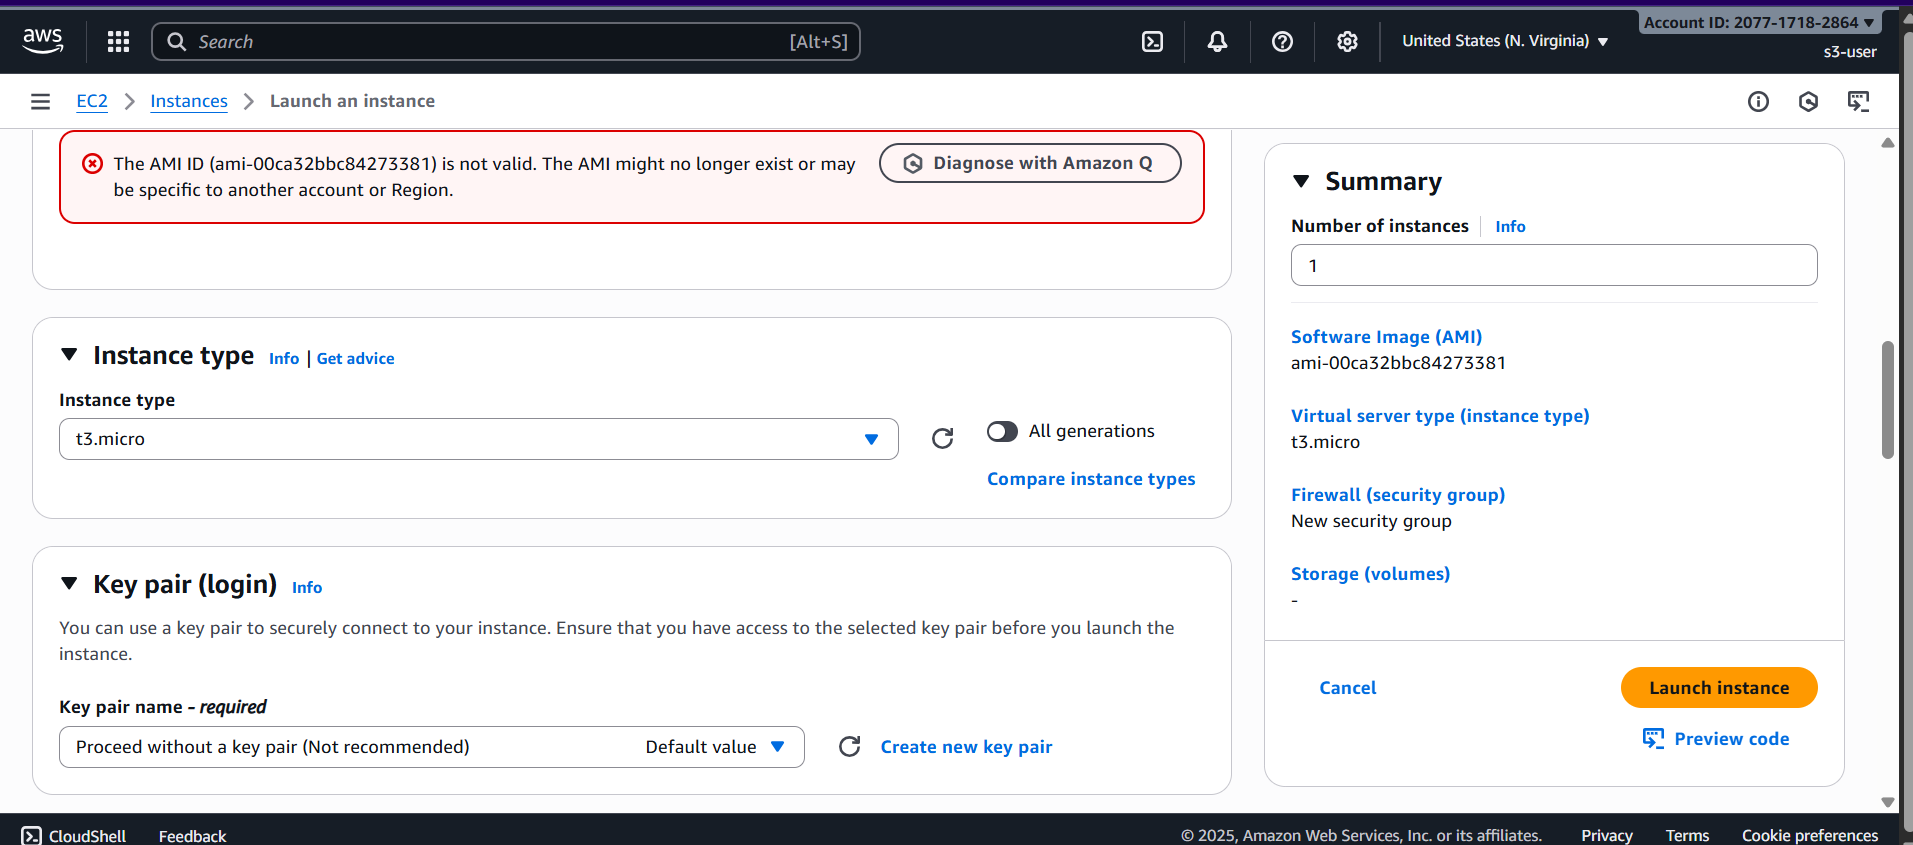 aws
Search
[Alt+S]
United States (N. Virginia)
Account ID: 2077-1718-2864
s3-user
EC2
Instances
Launch an instance
The AMI ID (ami-00ca32bbc84273381) is not valid. The AMI might no longer exist or may
be specific to another account or Region.
Diagnose with Amazon Q
Instance type
Info
Get advice
Instance type
t3.micro
All generations
Compare instance types
Key pair (login)
Info
You can use a key pair to securely connect to your instance. Ensure that you have access to the selected key pair before you launch the
instance.
Key pair name - required
Proceed without a key pair (Not recommended)
Default value
Create new key pair
Summary
Number of instances
Info
1
Software Image (AMI)
ami-00ca32bbc84273381
Virtual server type (instance type)
t3.micro
Firewall (security group)
New security group
Storage (volumes)
-
Cancel
Launch instance
Preview code
CloudShell
Feedback
© 2025, Amazon Web Services, Inc. or its affiliates.
Privacy
Terms
Cookie preferences